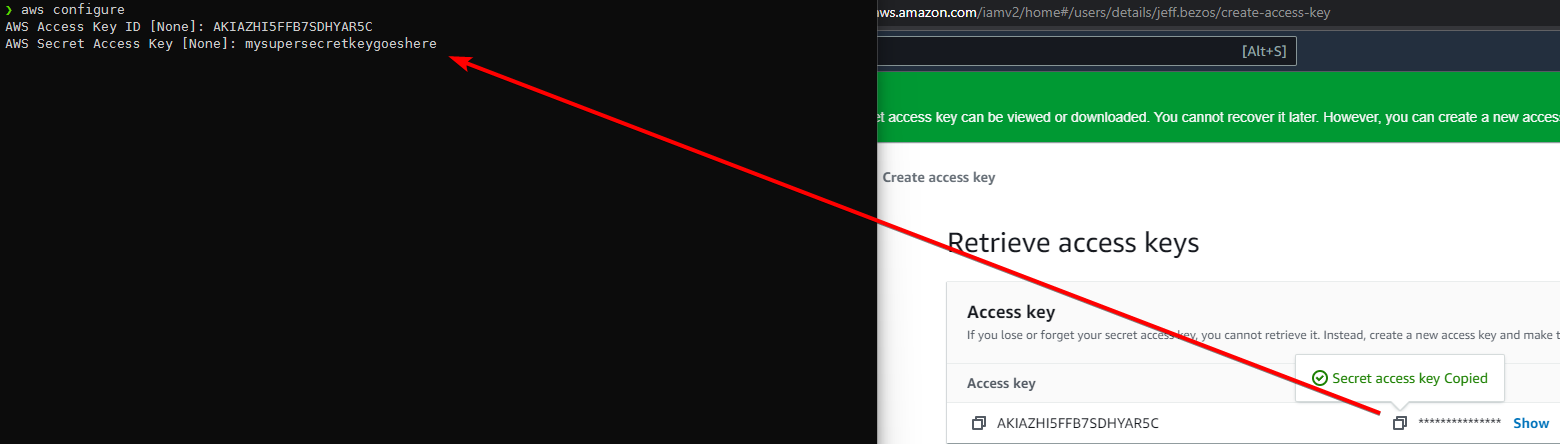 ❯ aws configure
AWS Access Key ID [None]: AKIAZHI5FFB7SDHYAR5C
AWS Secret Access Key [None]: mysupersecretkeygoeshere
aws.amazon.com/iamv2/home#/users/details/jeff.bezos/create-access-key
[Alt+S]
et access key can be viewed or downloaded. You cannot recover it later. However, you can create a new acces
Create access key
Retrieve access keys
Access key
If you lose or forget your secret access key, you cannot retrieve it. Instead, create a new access key and make t
Secret access key Copied
Access key
AKIAZHI5FFB7SDHYAR5C *************** Show